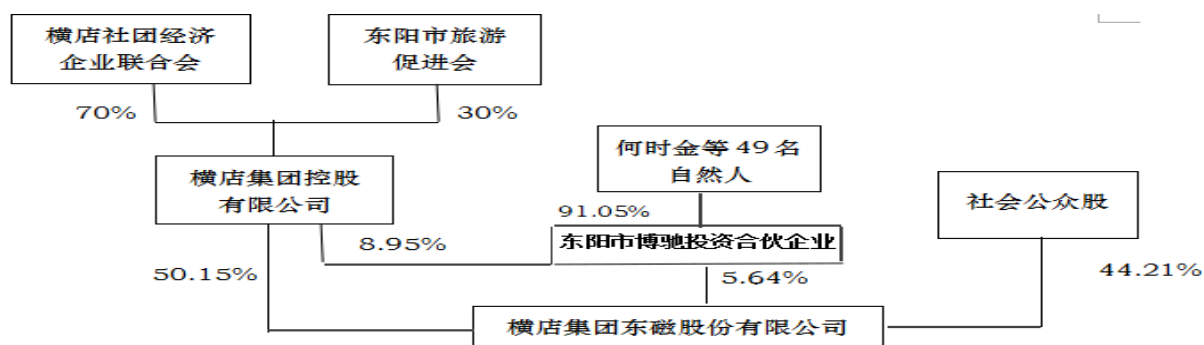 横店社团经济
企业联合会
东阳市旅游
促进会
70%
30%
何时金等 49 名
自然人
横店集团控股
有限公司
社会公众股
91.05%
东阳市博驰投资合伙企业
8.95%
50.15%
5.64%
44.21%
横店集团东磁股份有限公司